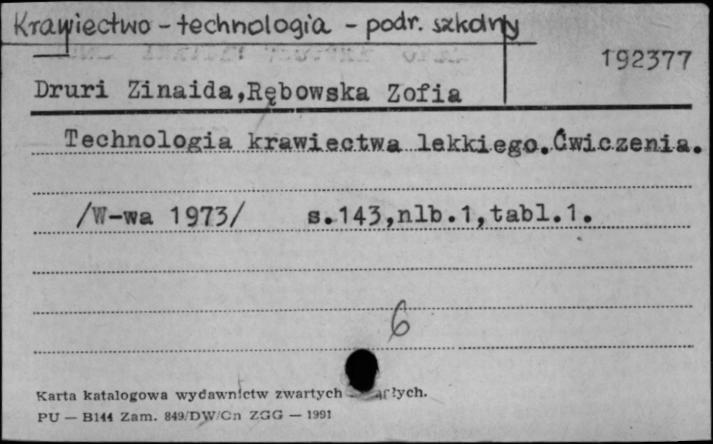 Krawiectwo - technologia - podr. szkolny
192377
Druri Zinaida,Rębowska Zofia
Technologia krawiectwa lekkiego.Ćwiczenia.
/W-wa 1973/ s.143,nlb.1,tabl.1.
6
Karta katalogowa wydawnictw zwartych
PU — B144 Zam. 849/DW/Cn ZGG — 1991